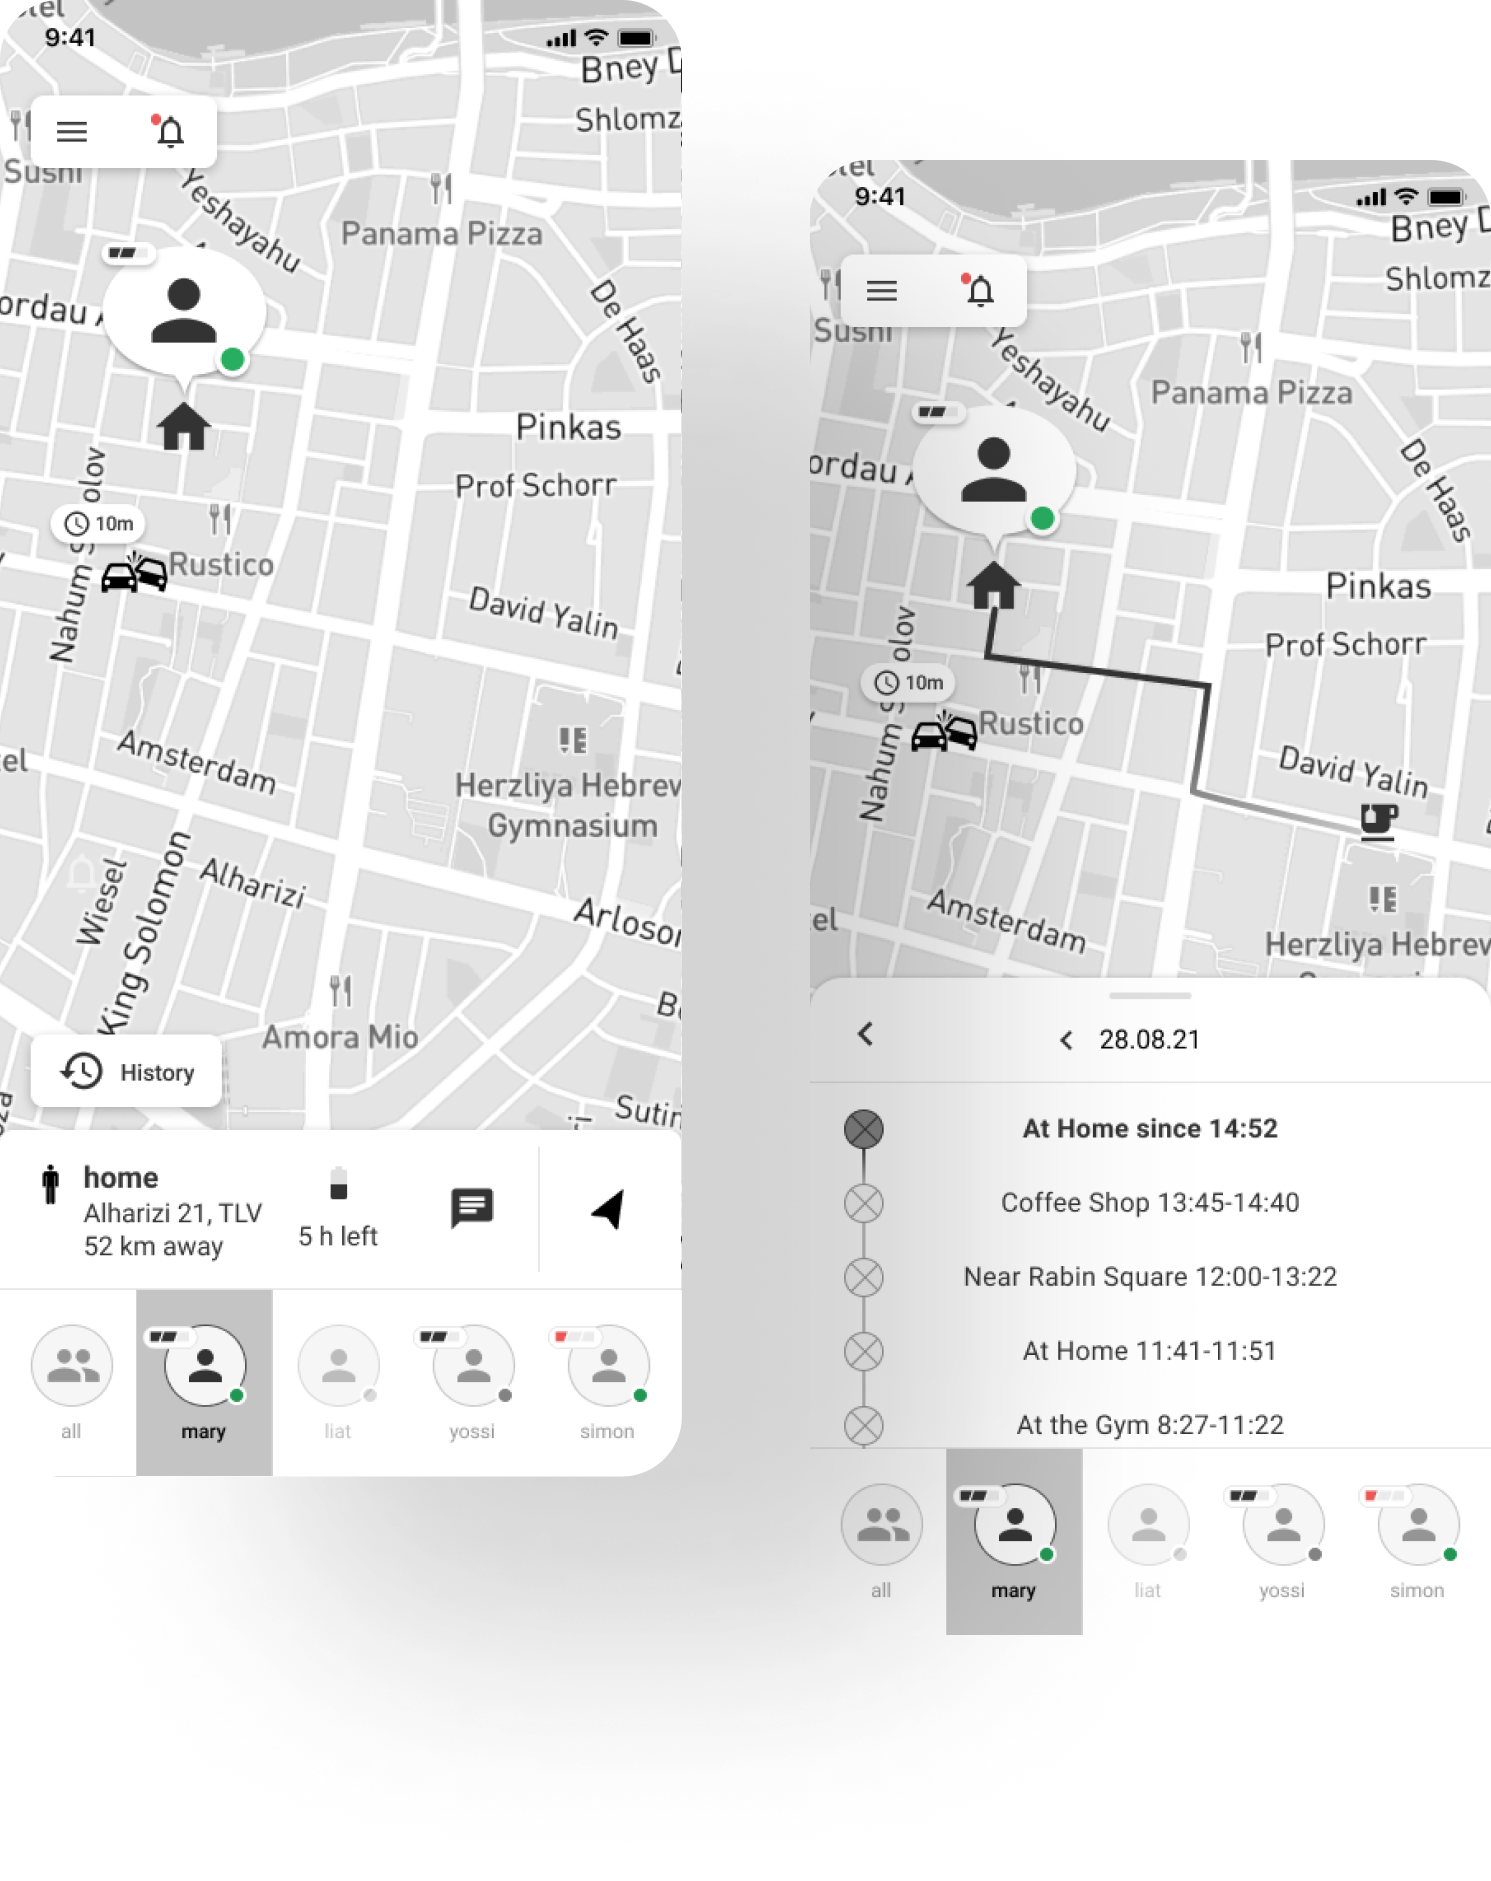 9:41
Bney D
Shlomz
Sushi
Yeshayahu
Panama Pizza
De Haas
ordau A
Pinkas
Prof Schorr
10m
Rustico
Nahum Sokolov
David Yalin
Amsterdam
el
Herzliya Hebrew
Gymnasium
Wiesel
King Solomon
Alharizi
Arlosor
Amora Mio
History
Sutin
home
Alharizi 21, TLV
52 km away
5 h left
all
mary
liat
yossi
simon
9:41
Bney D
Shlomz
Sushi
Yeshayahu
Panama Pizza
De Haas
ordau A
Pinkas
Prof Schorr
10m
Rustico
Nahum Sokolov
David Yalin
Amsterdam
el
Herzliya Hebrew
28.08.21
At Home since 14:52
Coffee Shop 13:45-14:40
Near Rabin Square 12:00-13:22
At Home 11:41-11:51
At the Gym 8:27-11:22
all
mary
liat
yossi
simon